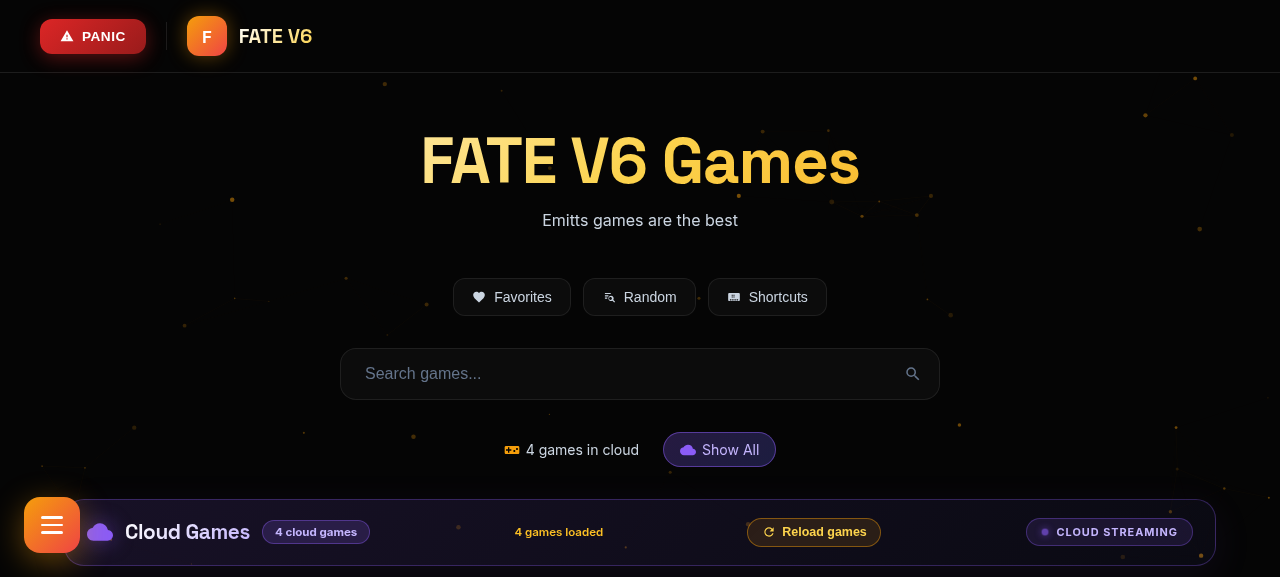 PANIC
F
FATE V6
FATE V6 Games
Emitts games are the best
Favorites
Random
Shortcuts
Search games...
4 games in cloud
Show All
Cloud Games
4 cloud games
4 games loaded
Reload games
CLOUD STREAMING